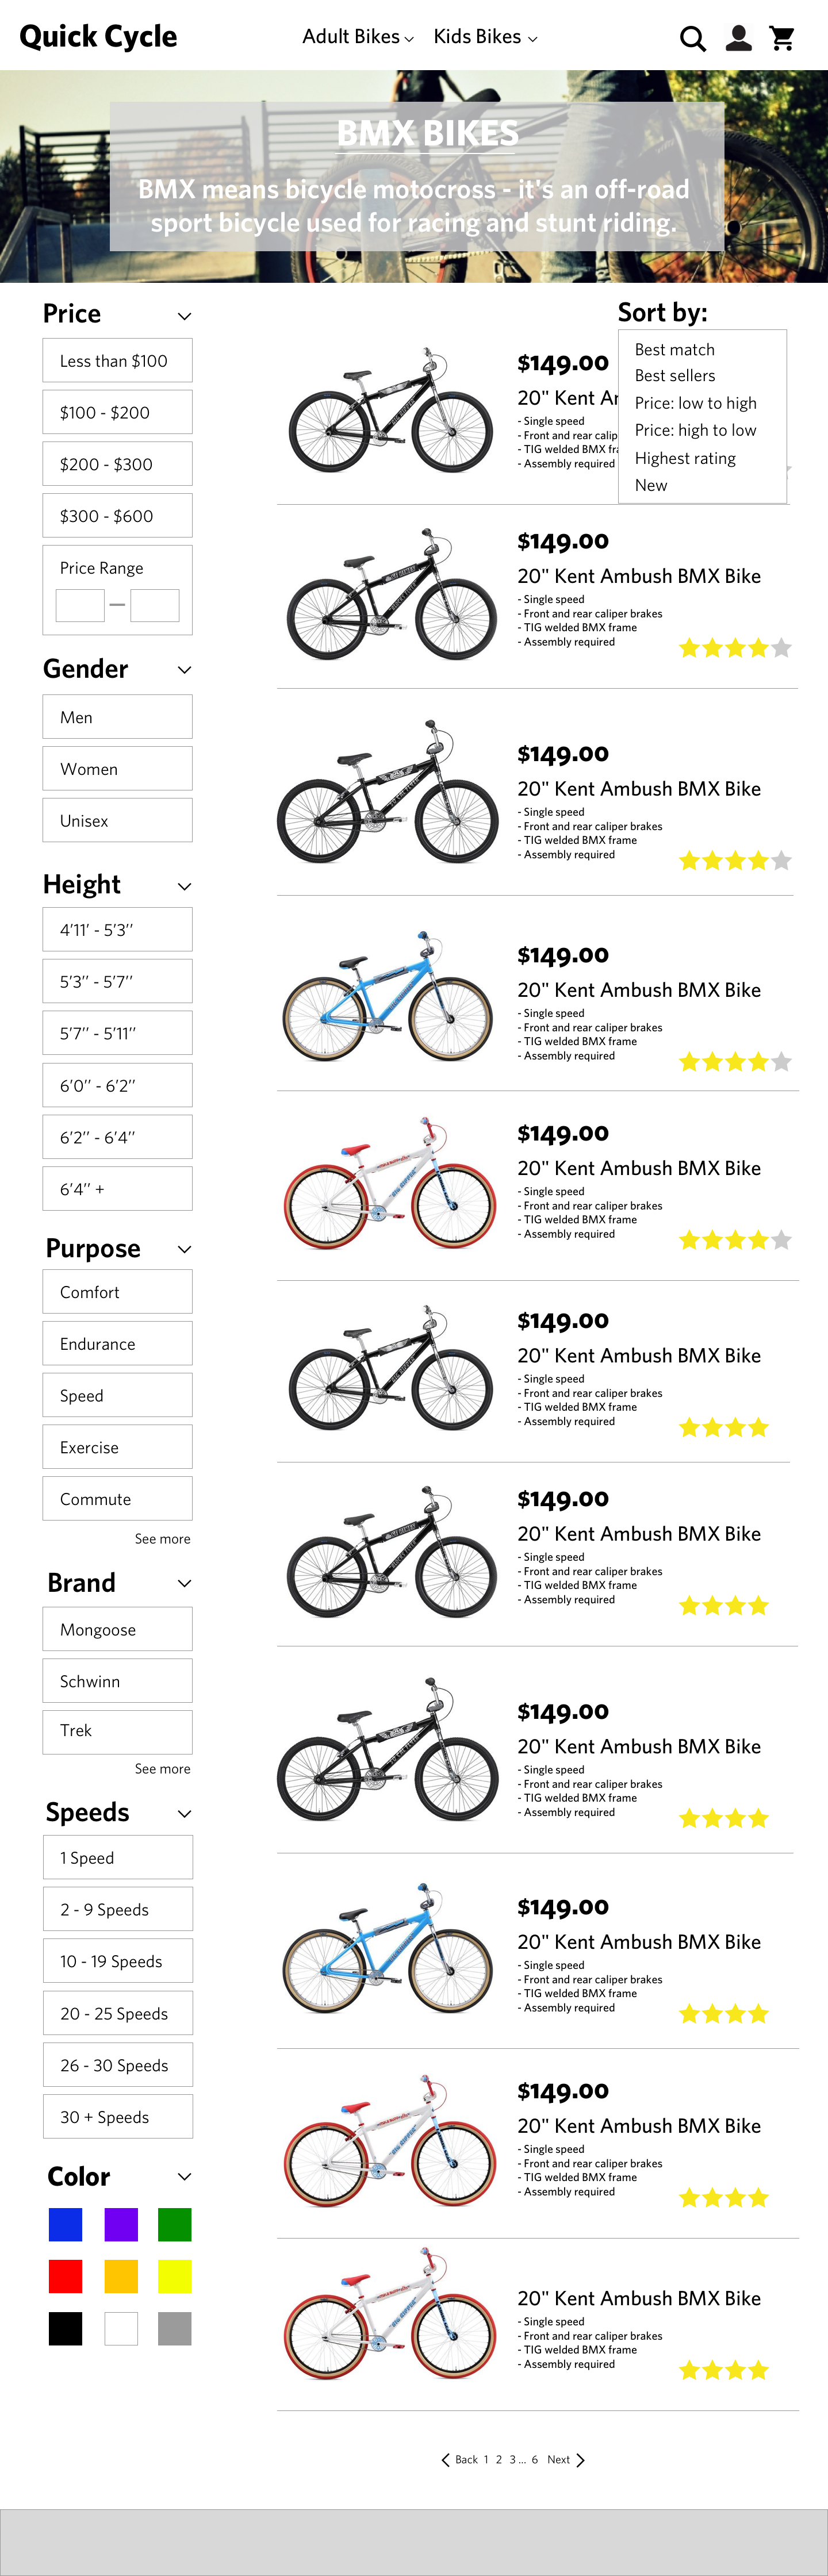 Quick Cycle
Adult Bikes
Kids Bikes
BMX BIKES
BMX means bicycle motocross - it's an off-road
sport bicycle used for racing and stunt riding.
Price
Less than $100
$100 - $200
$200 - $300
$300 - $600
Price Range
Gender
Men
Women
Unisex
Height
4’11’ - 5’3’’
5’3’’ - 5’7’’
5’7’’ - 5’11’’
6’0’’ - 6’2’’
6’2’’ - 6’4’’
6’4’’ +
Purpose
Comfort
Endurance
Speed
Exercise
Commute
See more
Brand
Mongoose
Schwinn
Trek
See more
Speeds
1 Speed
2 - 9 Speeds
10 - 19 Speeds
20 - 25 Speeds
26 - 30 Speeds
30 + Speeds
Color
Sort by:
Best match
Best sellers
Price: low to high
Price: high to low
Highest rating
New
$149.00
20" Kent
- Single speed
- Front and rear
- TIG welded BMX
- Assembly required
$149.00
20" Kent Ambush BMX Bike
- Single speed
- Front and rear caliper brakes
- TIG welded BMX frame
- Assembly required
$149.00
20" Kent Ambush BMX Bike
- Single speed
- Front and rear caliper brakes
- TIG welded BMX frame
- Assembly required
$149.00
20" Kent Ambush BMX Bike
- Single speed
- Front and rear caliper brakes
- TIG welded BMX frame
- Assembly required
$149.00
20" Kent Ambush BMX Bike
- Single speed
- Front and rear caliper brakes
- TIG welded BMX frame
- Assembly required
$149.00
20" Kent Ambush BMX Bike
- Single speed
- Front and rear caliper brakes
- TIG welded BMX frame
- Assembly required
$149.00
20" Kent Ambush BMX Bike
- Single speed
- Front and rear caliper brakes
- TIG welded BMX frame
- Assembly required
$149.00
20" Kent Ambush BMX Bike
- Single speed
- Front and rear caliper brakes
- TIG welded BMX frame
- Assembly required
$149.00
20" Kent Ambush BMX Bike
- Single speed
- Front and rear caliper brakes
- TIG welded BMX frame
- Assembly required
$149.00
20" Kent Ambush BMX Bike
- Single speed
- Front and rear caliper brakes
- TIG welded BMX frame
- Assembly required
20" Kent Ambush BMX Bike
- Single speed
- Front and rear caliper brakes
- TIG welded BMX frame
- Assembly required
Back 1 2 3 ... 6 Next